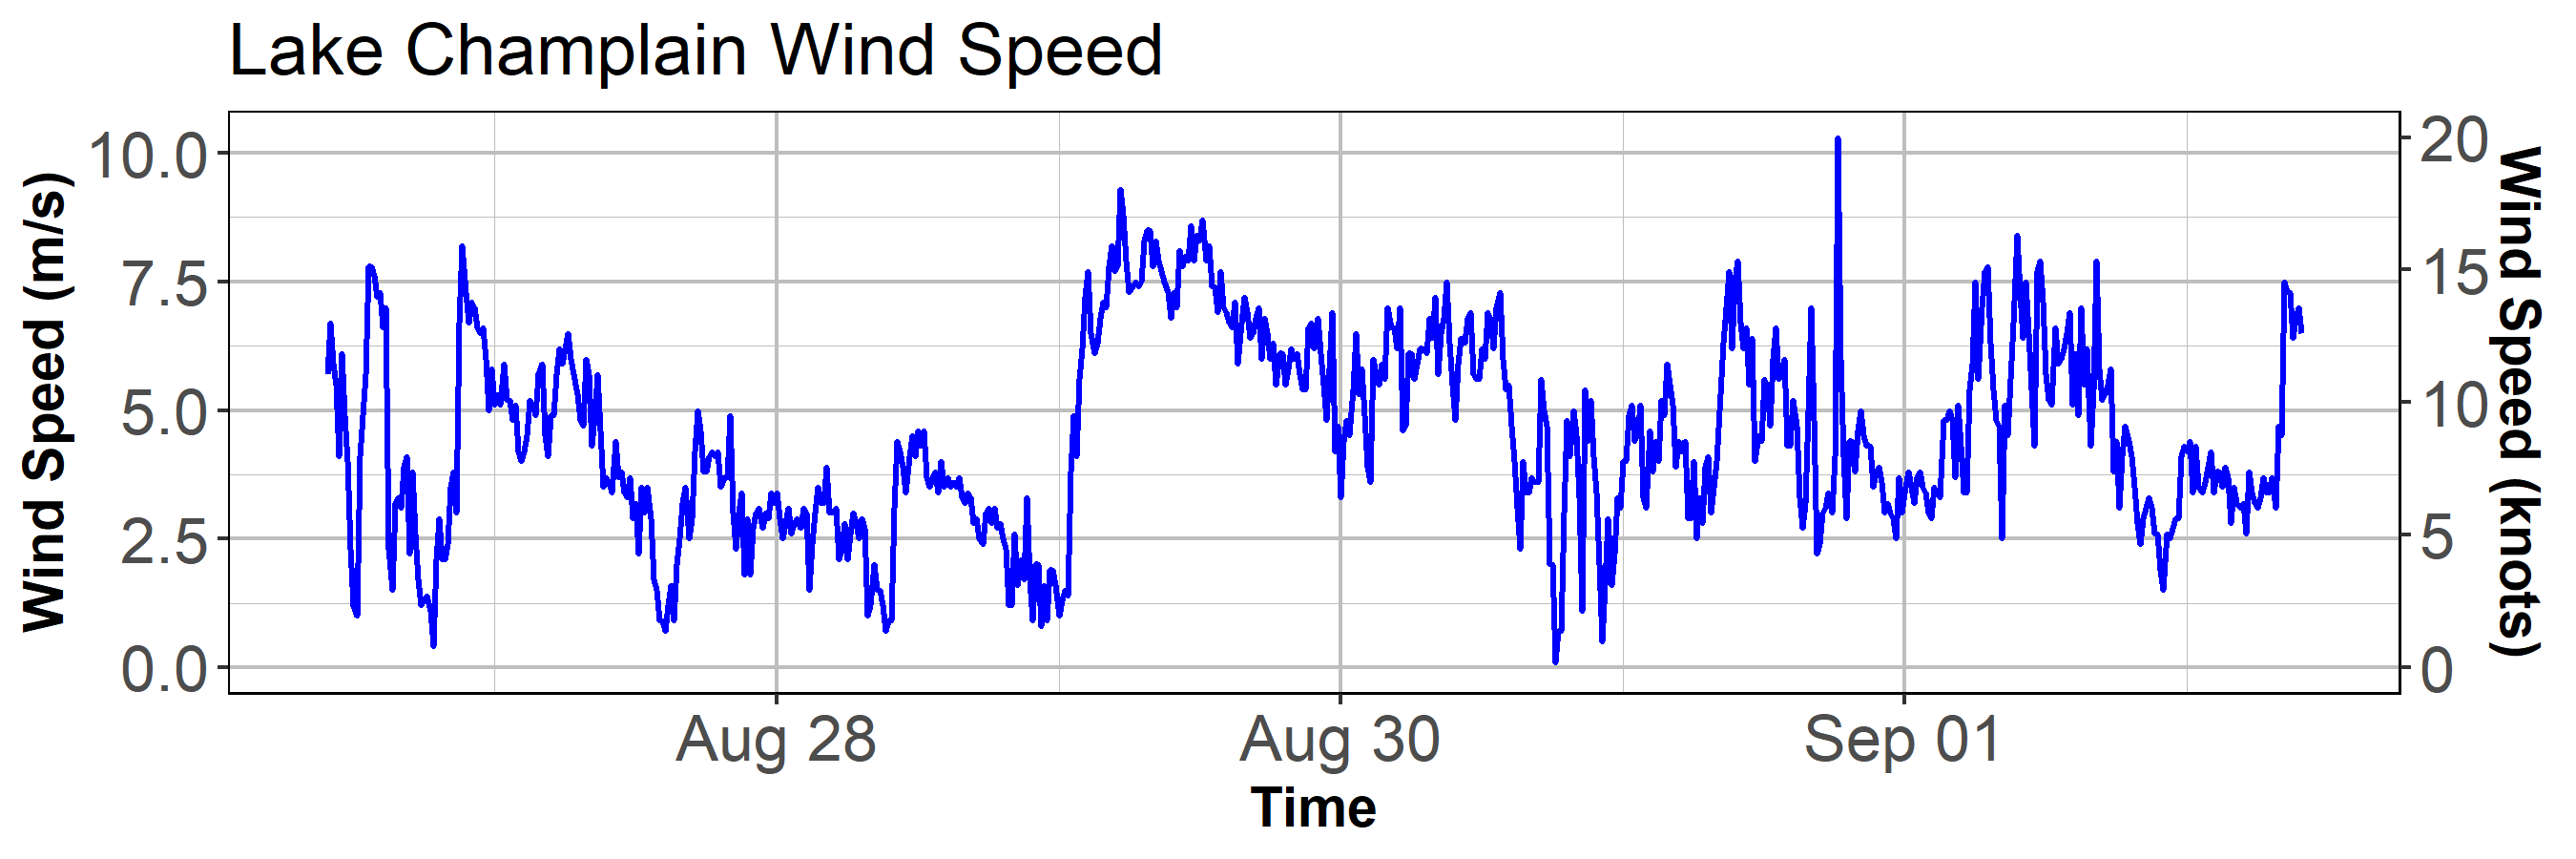 Lake Champlain Wind Speed
Wind Speed (m/s)
10.0
7.5
5.0
2.5
0.0
20
15
10
5
0
Wind Speed (knots)
Aug 28
Aug 30
Sep 01
Time